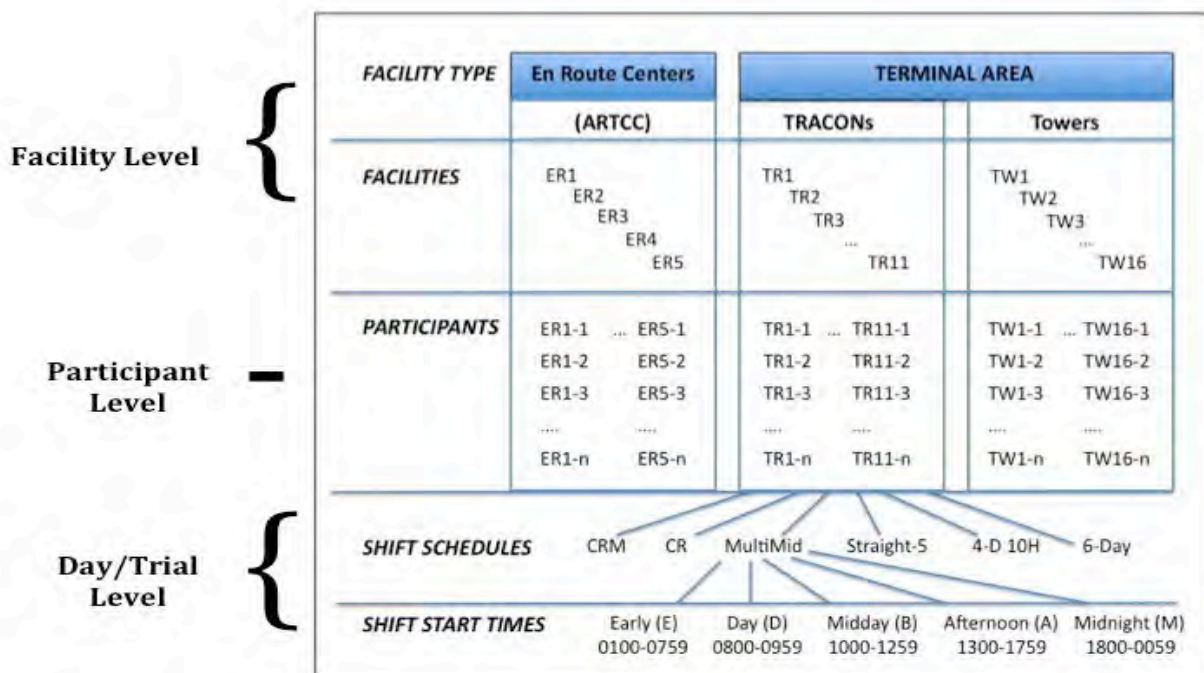 FACILITY TYPE En Route Centers TERMINAL AREA
(ARTCC) TRACONs Towers
Facility Level
FACILITIES ER1 TR1 TW1
ER2 TR2 TW2
ER3 TR3 TW3
ER4 ... ...
ER5 TR11 TW16
PARTICIPANTS ER1-1 ... ER5-1 TR1-1 ... TR11-1 TW1-1 ... TW16-1
ER1-2 ER5-2 TR1-2 TR11-2 TW1-2 TW16-2
Participant
Level
ER1-3 ER5-3 TR1-3 TR11-3 TW1-3 TW16-3
.... .... .... .... .... ....
ER1-n ER5-n TR1-n TR11-n TW1-n TW16-n
SHIFT SCHEDULES CRM CR MultiMid Straight-5 4-D 10H 6-Day
Day/Trial
Level
SHIFT START TIMES Early (E) Day (D) Midday (B) Afternoon (A) Midnight (M)
0100-0759 0800-0959 1000-1259 1300-1759 1800-0059